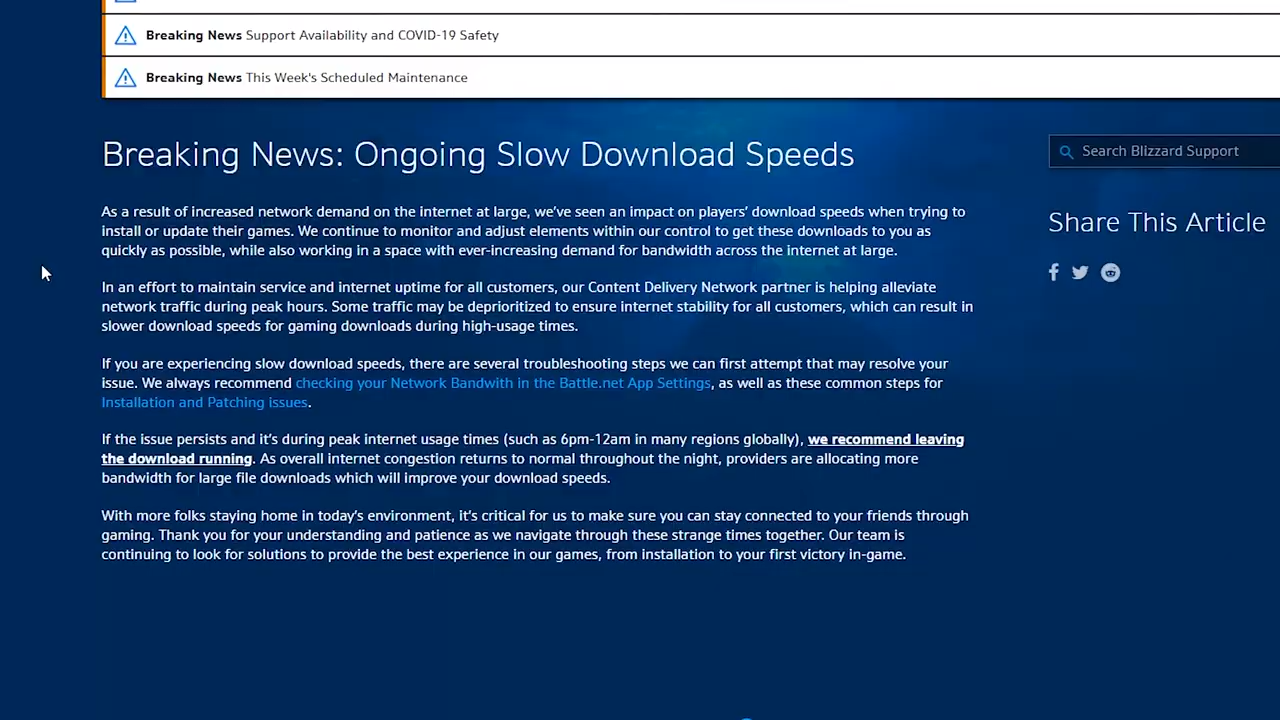 Breaking News Support Availability and COVID-19 Safety
Breaking News This Week's Scheduled Maintenance
Breaking News: Ongoing Slow Download Speeds
Search Blizzard Support
As a result of increased network demand on the internet at large, we've seen an impact on players' download speeds when trying to
install or update their games. We continue to monitor and adjust elements within our control to get these downloads to you as
quickly as possible, while also working in a space with ever-increasing demand for bandwidth across the internet at large.
In an effort to maintain service and internet uptime for all customers, our Content Delivery Network partner is helping alleviate
network traffic during peak hours. Some traffic may be deprioritized to ensure internet stability for all customers, which can result in
slower download speeds for gaming downloads during high-usage times.
If you are experiencing slow download speeds, there are several troubleshooting steps we can first attempt that may resolve your
issue. We always recommend checking your Network Bandwith in the Battle.net App Settings, as well as these common steps for
Installation and Patching issues.
If the issue persists and it's during peak internet usage times (such as 6pm-12am in many regions globally), we recommend leaving
the download running. As overall internet congestion returns to normal throughout the night, providers are allocating more
bandwidth for large file downloads which will improve your download speeds.
With more folks staying home in today's environment, it's critical for us to make sure you can stay connected to your friends through
gaming. Thank you for your understanding and patience as we navigate through these strange times together. Our team is
continuing to look for solutions to provide the best experience in our games, from installation to your first victory in-game.
Share This Article